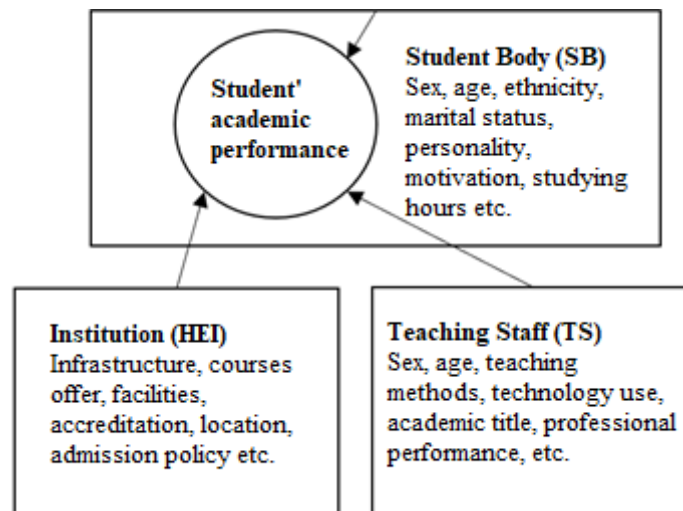 Student'
academic
performance
Student Body (SB)
Sex, age, ethnicity,
marital status,
personality,
motivation, studying
hours etc.
Institution (HEI)
Infrastructure, courses
offer, facilities,
accreditation, location,
admission policy etc.
Teaching Staff (TS)
Sex, age, teaching
methods, technology use,
academic title, professional
performance, etc.